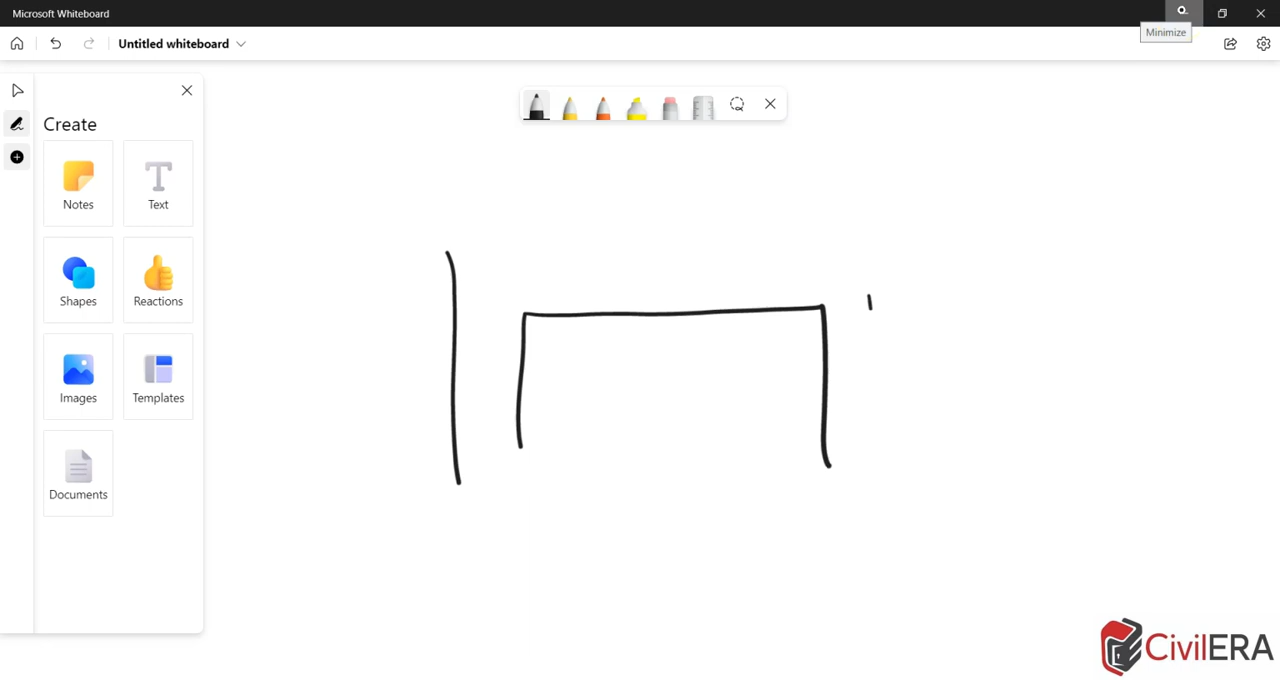 Microsoft Whiteboard
Minimize
Untitled whiteboard
Create
Notes
Text
Shapes
Reactions
Images
Templates
Documents
CivilERA